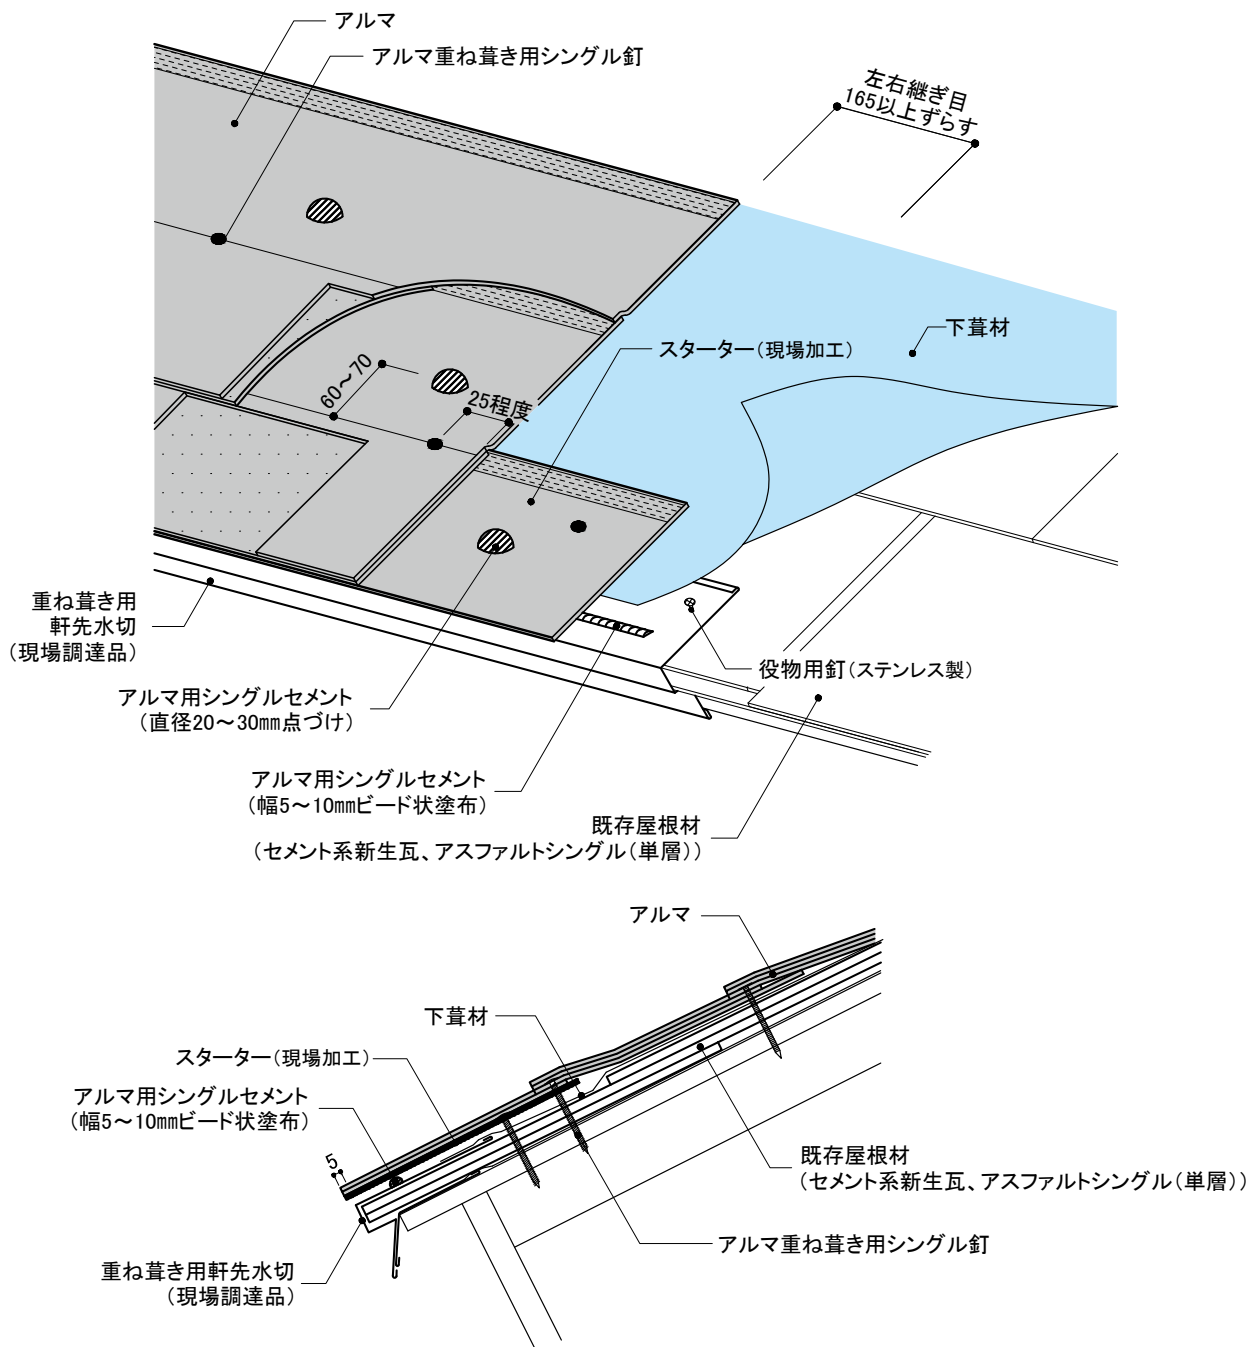 アルマ
アルマ重ね葺き用シングル釘
左右継ぎ目
165以上ずらす
下葺材
スターター(現場加工)
60〜70
25程度
重ね葺き用
軒先水切
(現場調達品)
役物用釘(ステンレス製)
アルマ用シングルセメント
(直径20〜30㎜点づけ)
アルマ用シングルセメント
(幅5〜10㎜ビード状塗布)
既存屋根材
(セメント系新生瓦、アスファルトシングル(単層))
アルマ
下葺材
スターター(現場加工)
アルマ用シングルセメント
(幅5〜10㎜ビード状塗布)
5
既存屋根材
(セメント系新生瓦、アスファルトシングル(単層))
アルマ重ね葺き用シングル釘
重ね葺き用軒先水切
(現場調達品)